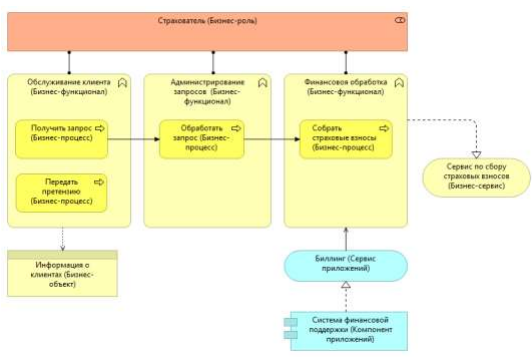 Страхователь (Бизнес-роль)
Обслуживание клиента
(Бизнес-функционал)
Администрирование
запросов (Бизнес-
функционал)
Финансовоя обработка
(Бизнес-функционал)
Получить запрос
(Бизнес-процесс)
Обработать
запрос (Бизнес-
процесс)
Собрать
страховые взносы
(Бизнес-процесс)
Передать
претензию
(Бизнес-процесс)
Сервис по сбору
страховых взносов
(Бизнес-сервис)
Информация о
клиентах (Бизнес-
объект)
Биллинг (Сервис
приложений)
Система финансовой
поддержки (Компонент
приложений)